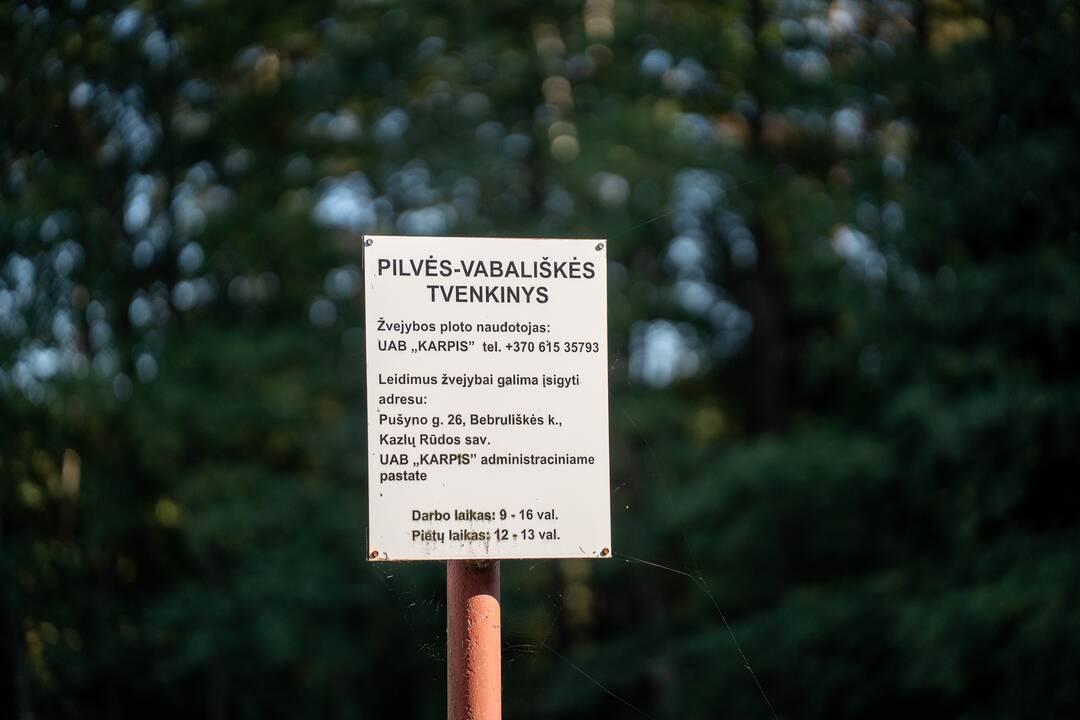 PILVĖS-VABALIŠKĖS
TVENKINYS
Žvejybos ploto naudotojas:
UAB „KARPIS” tel. +370 615 35793
Leidimus žvejybai galima įsigyti
adresu:
Pušyno g. 26, Bebruliškės k.,
Kazlų Rūdos sav.
UAB „KARPIS” administraciniame
pastate
Darbo laikas: 9 - 16 val.
Pietų laikas: 12 - 13 val.